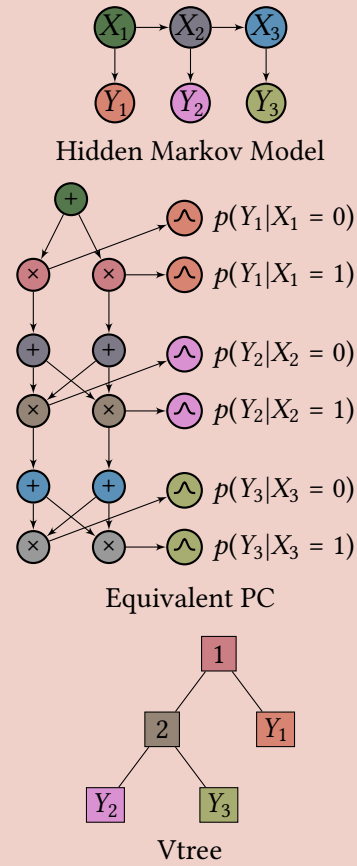 X₁ X₂ X₃
Y₁ Y₂ Y₃
Hidden Markov Model
+
p(Y₁|X₁ = 0)
× × p(Y₁|X₁ = 1)
+ + p(Y₂|X₂ = 0)
× × p(Y₂|X₂ = 1)
+ + p(Y₃|X₃ = 0)
× × p(Y₃|X₃ = 1)
Equivalent PC
1
2 Y₁
Y₂ Y₃
Vtree